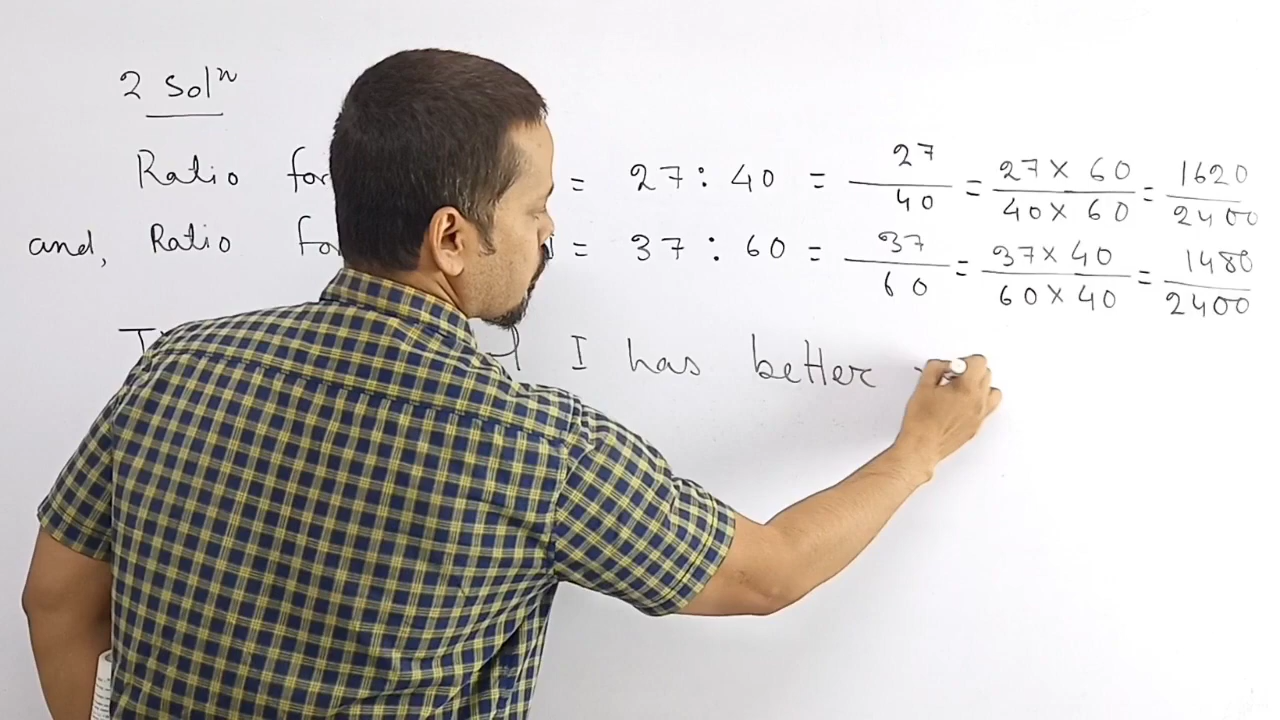 2 Solⁿ
Ratio for = 27 : 40 = 27/40 = 27 × 60/40 × 60 = 1620/2400
and, Ratio = 37 : 60 = 37/60 = 37 × 40/60 × 40 = 1480/2400
I has better